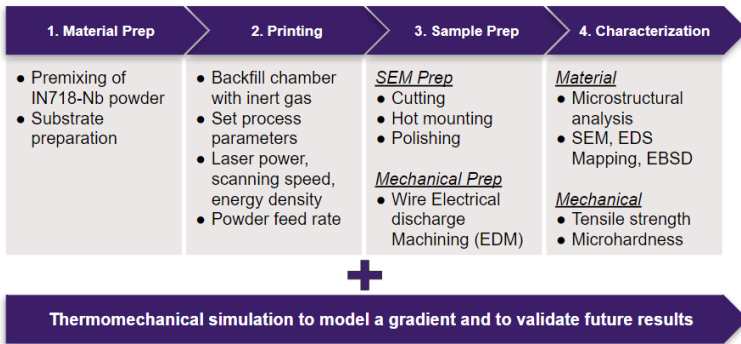 1. Material Prep
2. Printing
3. Sample Prep
4. Characterization
● Premixing of
IN718-Nb powder
● Substrate
preparation
● Backfill chamber
with inert gas
● Set process
parameters
● Laser power,
scanning speed,
energy density
● Powder feed rate
SEM Prep
● Cutting
● Hot mounting
● Polishing
Mechanical Prep
● Wire Electrical
discharge
Machining (EDM)
Material
● Microstructural
analysis
● SEM, EDS
Mapping, EBSD
Mechanical
● Tensile strength
● Microhardness
+
Thermomechanical simulation to model a gradient and to validate future results